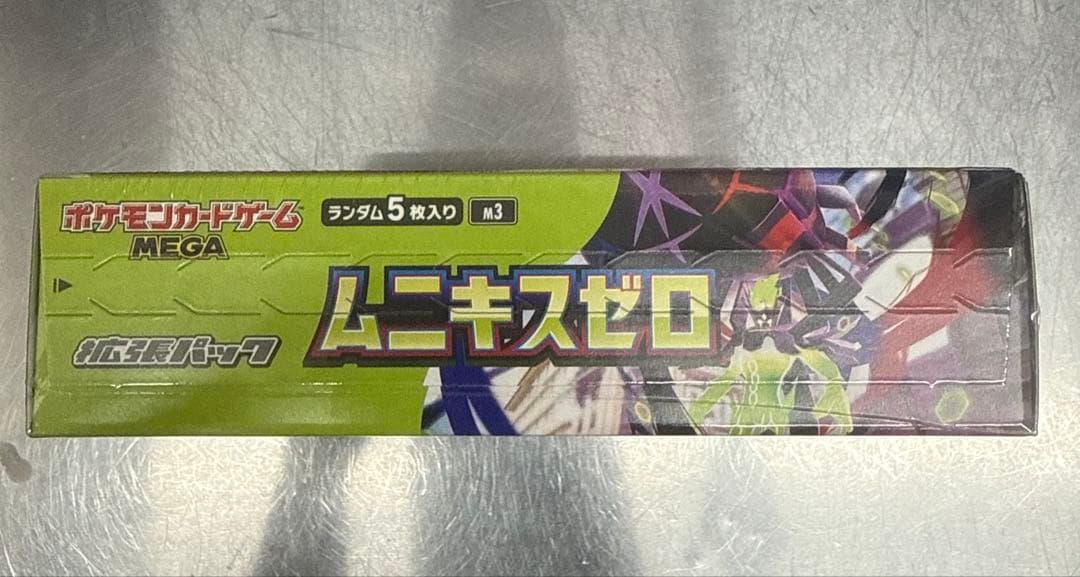 ポケモンカードゲーム
MEGA
ランダム5枚入り M3
ムニキスゼロ
拡張パック